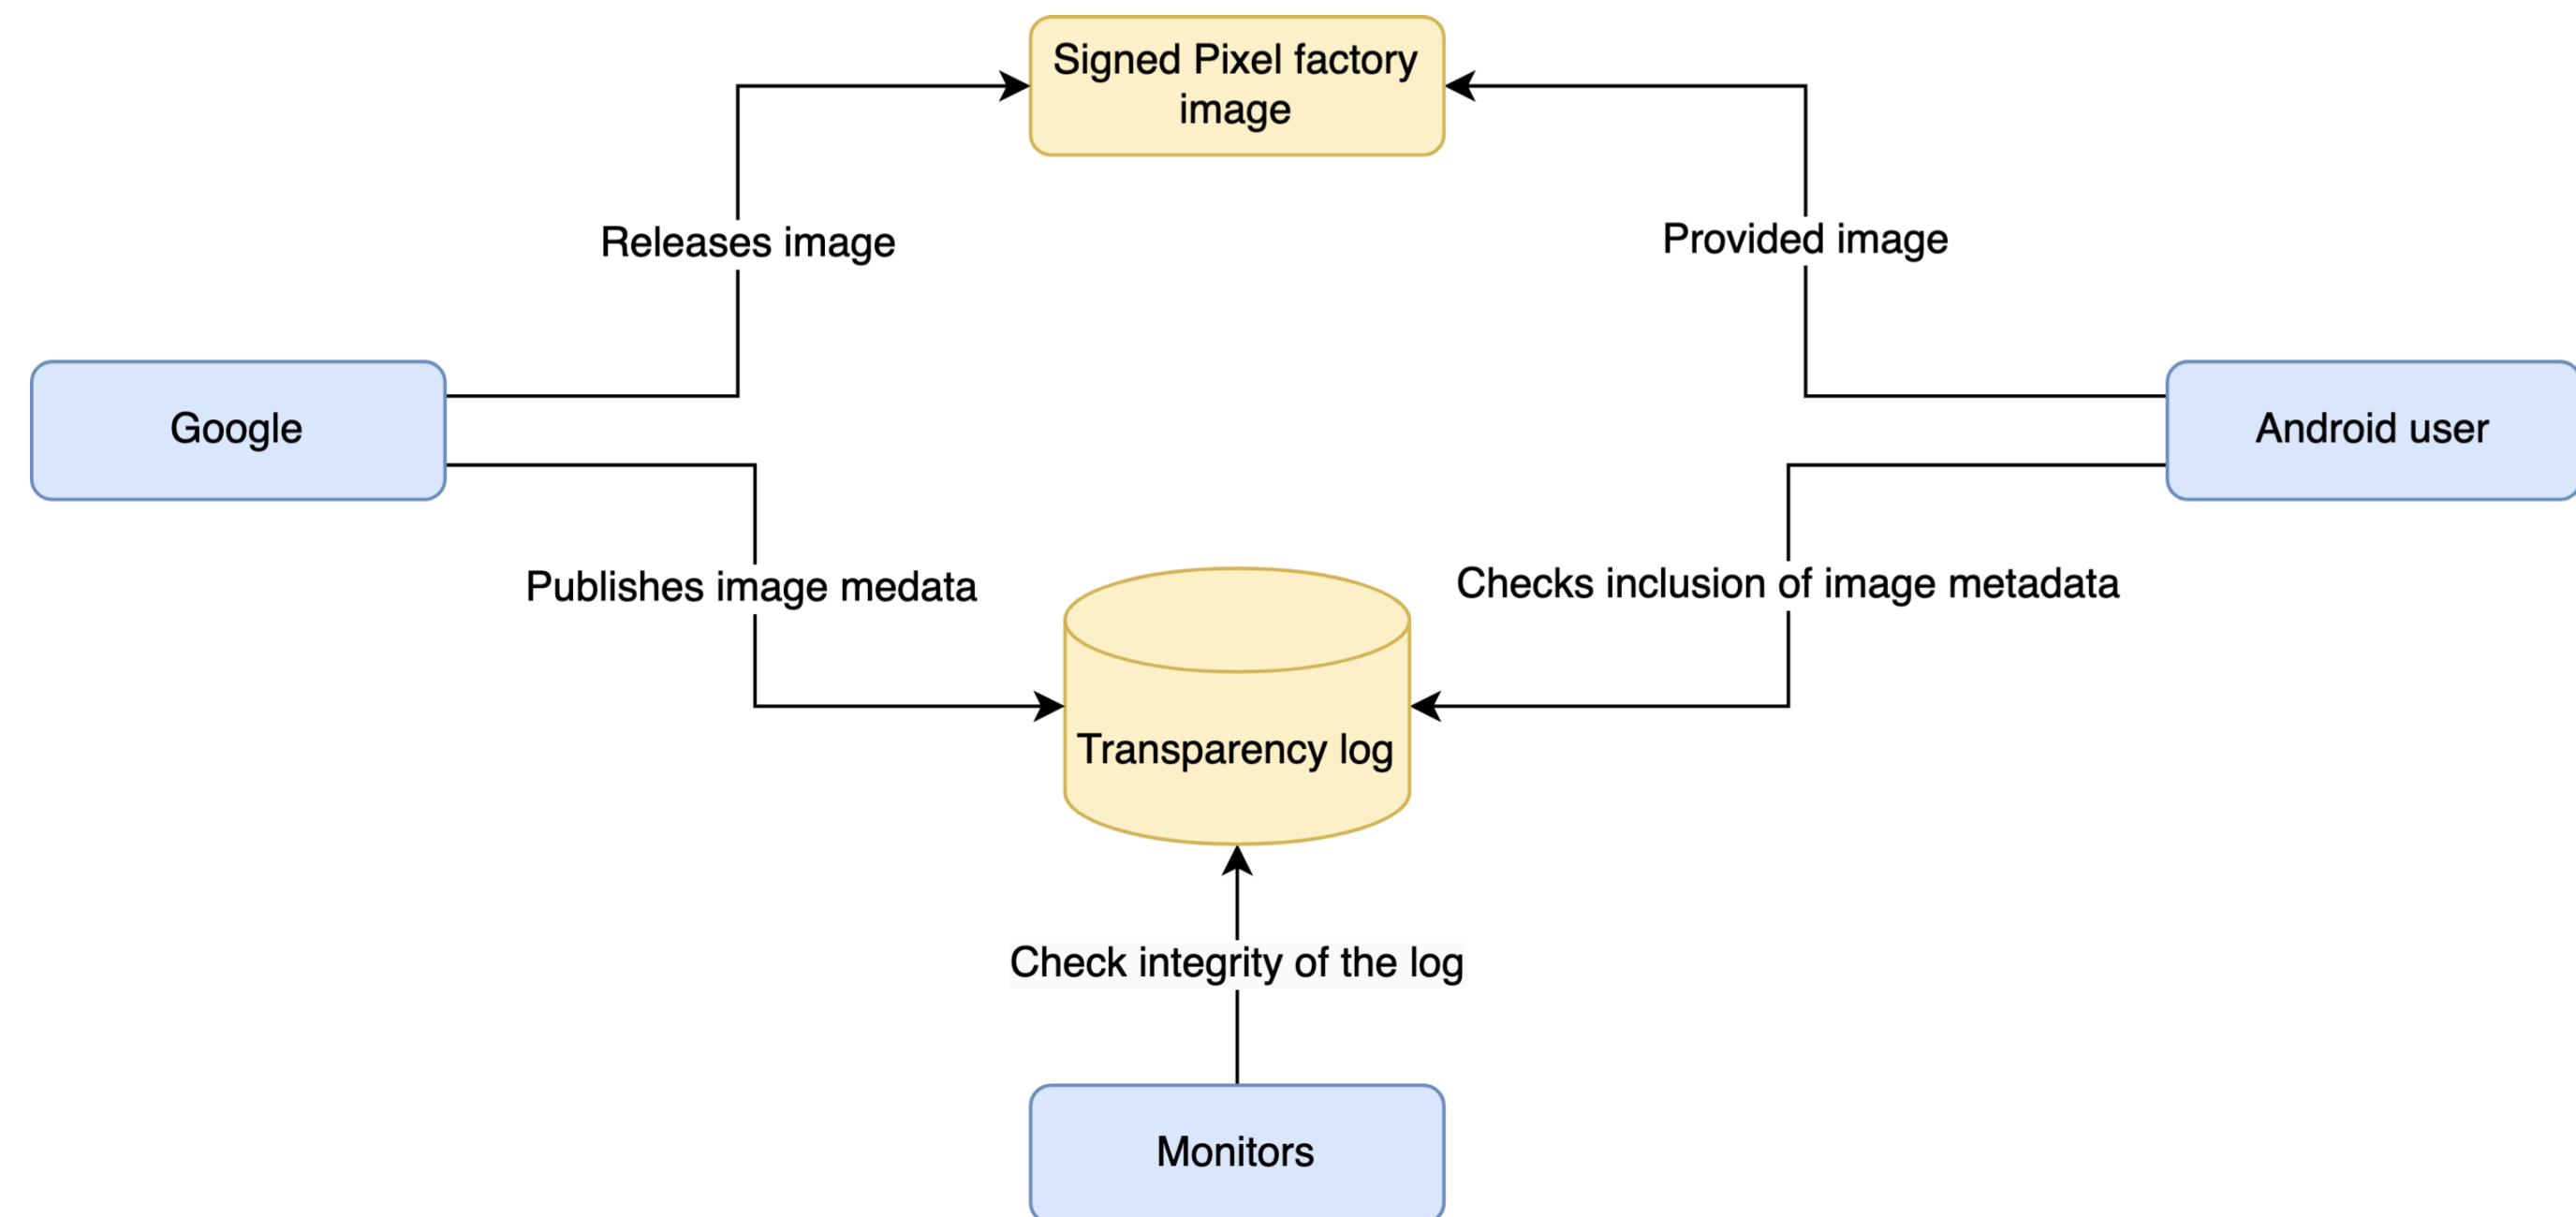 Signed Pixel factory
image
Releases image
Provided image
Google
Android user
Publishes image medata
Checks inclusion of image metadata
Transparency log
Check integrity of the log
Monitors